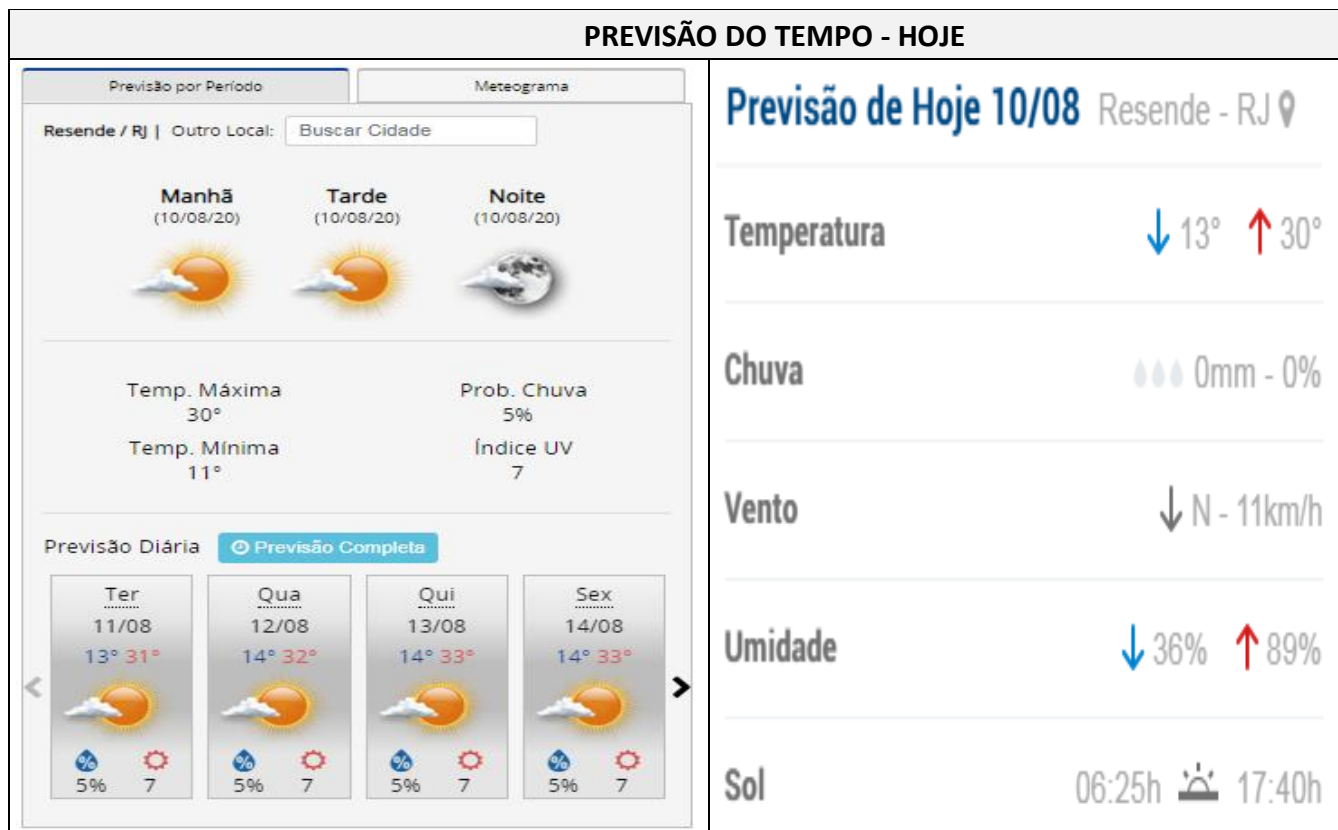 PREVISÃO DO TEMPO - HOJE
Previsão por Período
Meteograma
Resende / RJ | Outro Local: Buscar Cidade
Manhã Tarde Noite
(10/08/20) (10/08/20) (10/08/20)
Temp. Máxima Prob. Chuva
30° 5%
Temp. Mínima Índice UV
11° 7
Previsão Diária Previsão Completa
Ter Qua Qui Sex
11/08 12/08 13/08 14/08
13° 31° 14° 32° 14° 33° 14° 33°
% % % %
5% 7 5% 7 5% 7 5% 7
Previsão de Hoje 10/08 Resende - RJ
Temperatura ↓ 13° ↑ 30°
Chuva 0mm - 0%
Vento ↓ N - 11km/h
Umidade ↓ 36% ↑ 89%
Sol 06:25h 17:40h